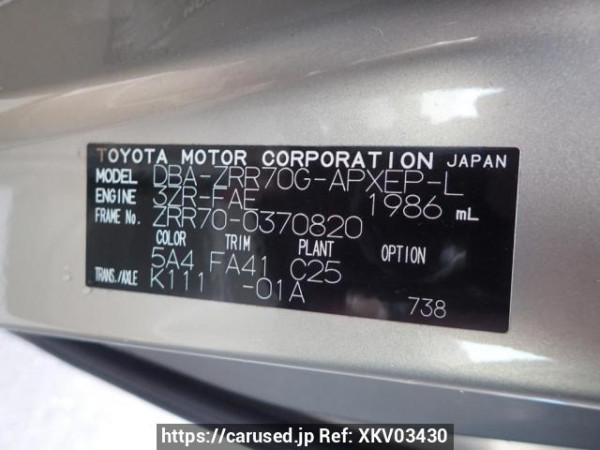 TOYOTA MOTOR CORPORATION JAPAN
MODEL DBA-ZRR70G-APXEP-L
ENGINE 3ZR-FAE 1986 mL
FRAME No. ZRR70-0370820
COLOR TRIM PLANT OPTION
5A4 FA41 C25
TRANS./AXLE K111 -01A
738
https://carused.jp Ref: XKV03430